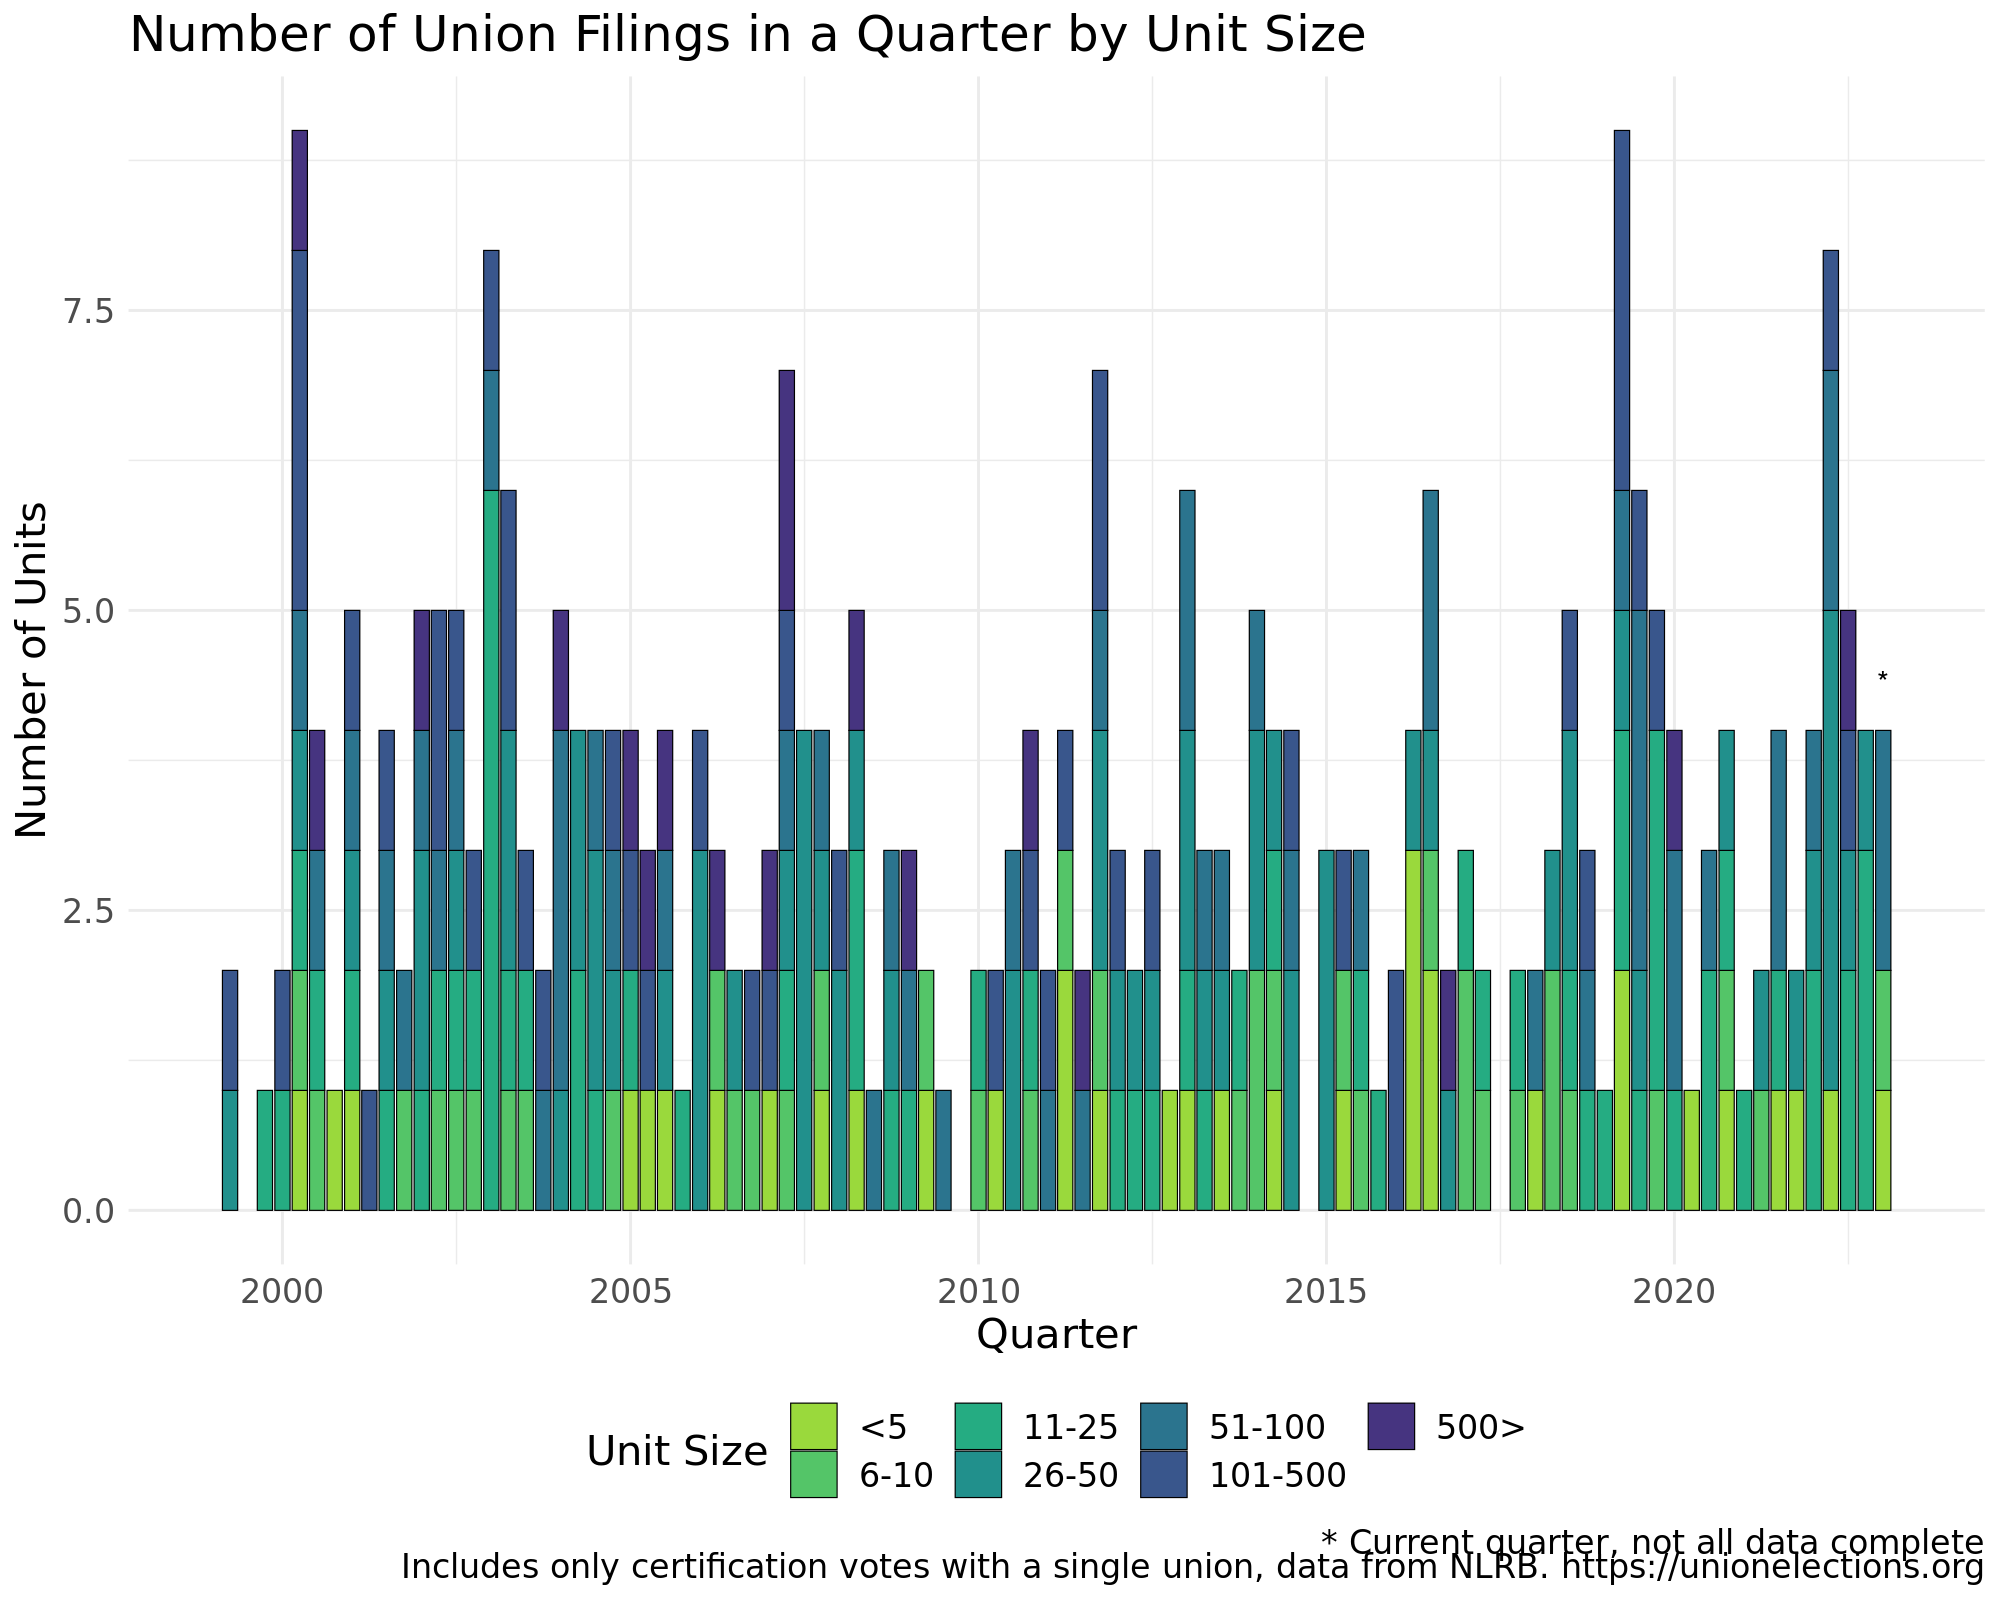 Number of Union Filings in a Quarter by Unit Size
Number of Units
7.5
5.0
2.5
0.0
*
2000 2005 2010 2015 2020
Quarter
Unit Size
<5 11-25 51-100 500>
6-10 26-50 101-500
* Current quarter, not all data complete
Includes only certification votes with a single union, data from NLRB. https://unionelections.org